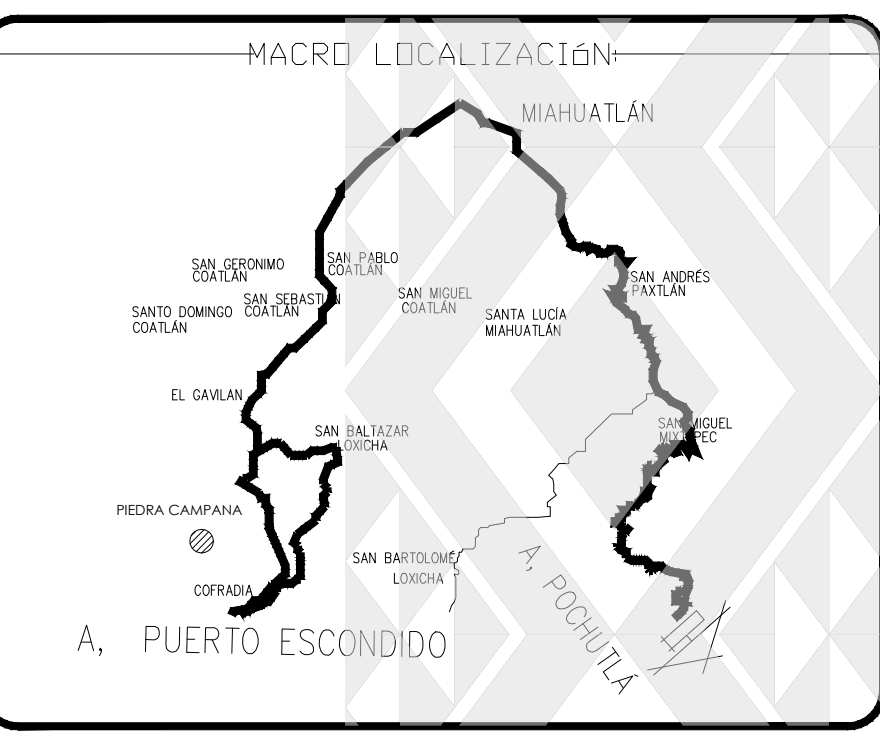 MACRO LOCALIZACIóN
MIAHUATLÁN
SAN PABLO
COATLÁN
SAN GERONIMO
COATLÁN
SAN ANDRÉS
PAXTLÁN
SAN MIGUEL
COATLÁN
SAN SEBASTIAN
COATLÁN
SANTO DOMINGO
COATLÁN
SANTA LUCÍA
MIAHUATLÁN
EL GAVILAN
SAN MIGUEL
MIXTEPEC
SAN BALTAZAR
LOXICHA
PIEDRA CAMPANA
SAN BARTOLOMÉ
LOXICHA
COFRADIA
A, POCHUTLÁ
A, PUERTO ESCONDIDO